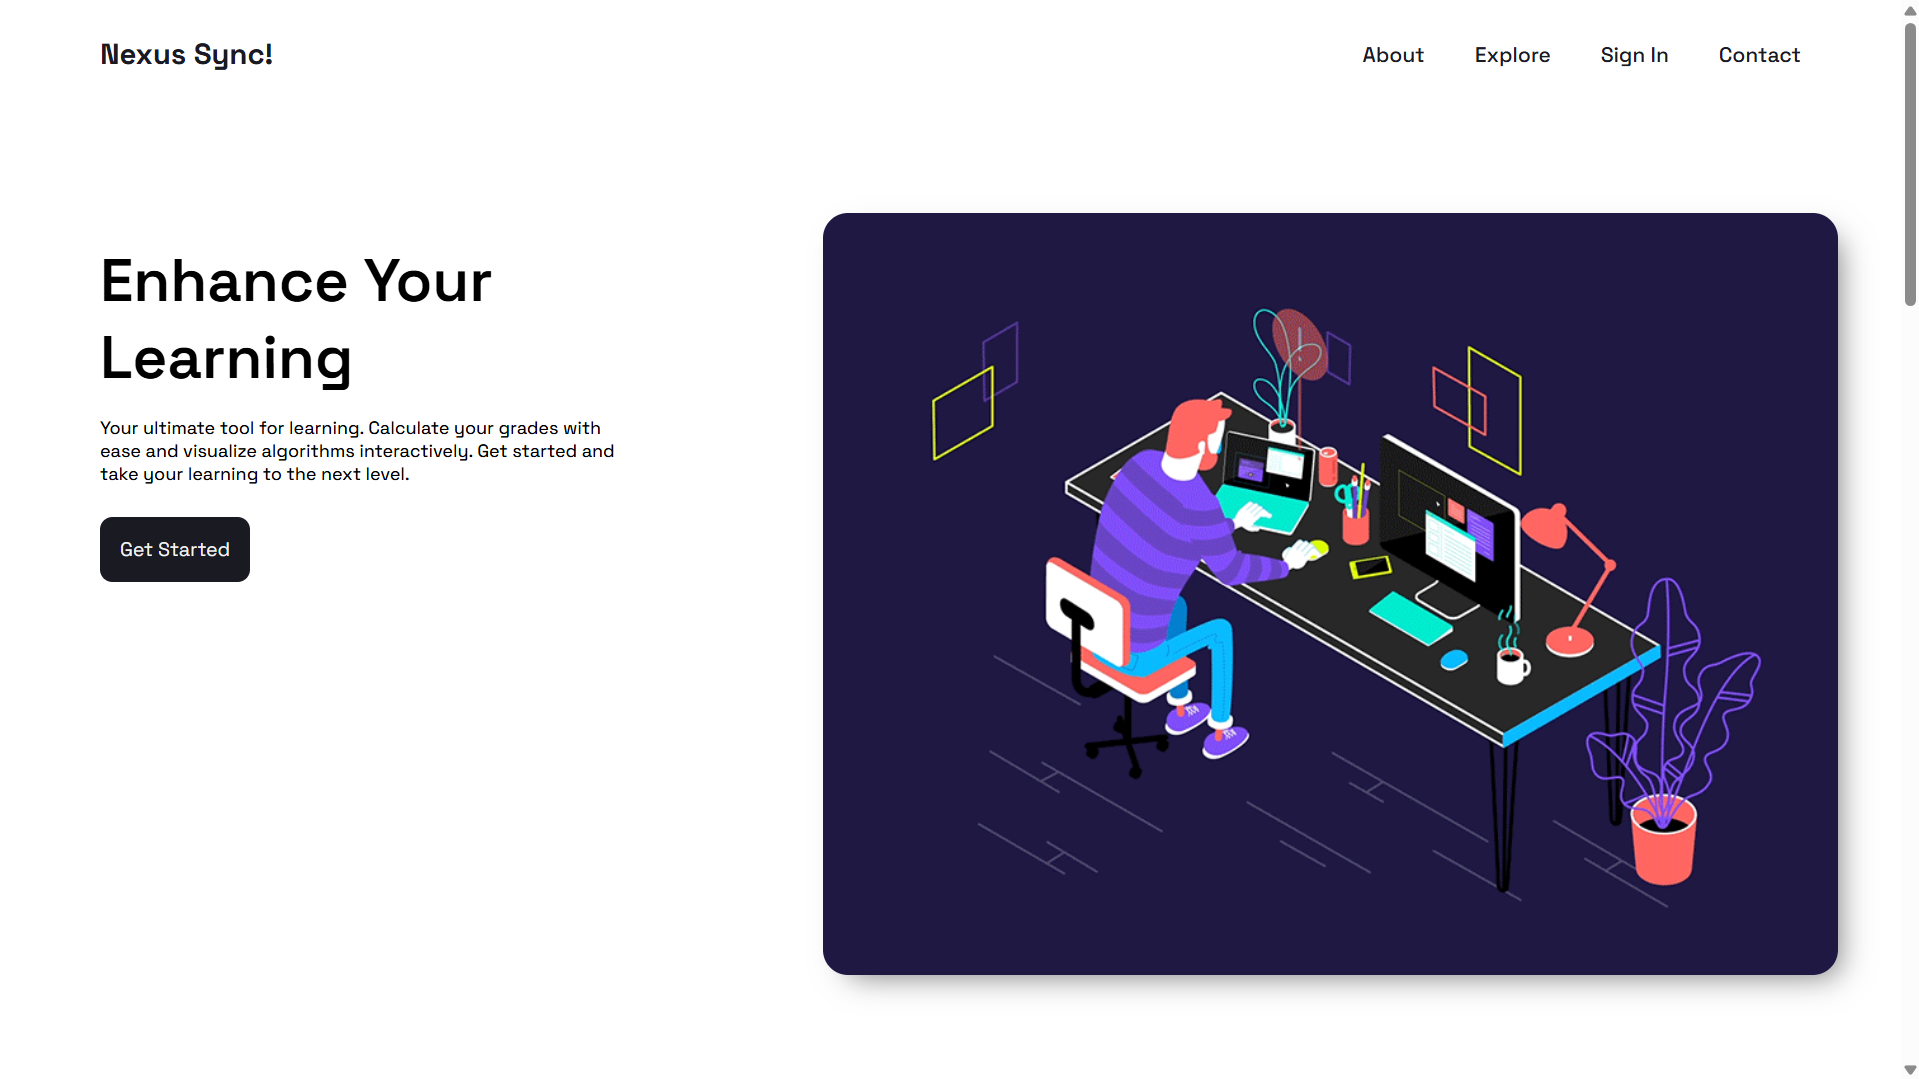 Nexus Sync!
About
Explore
Sign In
Contact
Enhance Your
Learning
Your ultimate tool for learning. Calculate your grades with
ease and visualize algorithms interactively. Get started and
take your learning to the next level.
Get Started